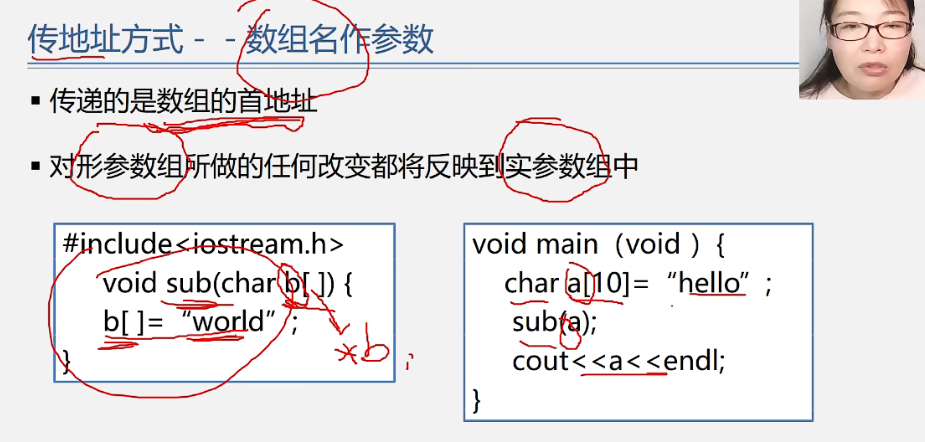 传地址方式－－数组名作参数
▪ 传递的是数组的首地址
▪ 对形参数组所做的任何改变都将反映到实参数组中
#include<iostream.h>
void sub(char b[ ]) {
b[ ]= “world” ;
}
*b ;
void main（void ）{
char a[10]= “hello” ;
sub(a);
cout<<a<<endl;
}